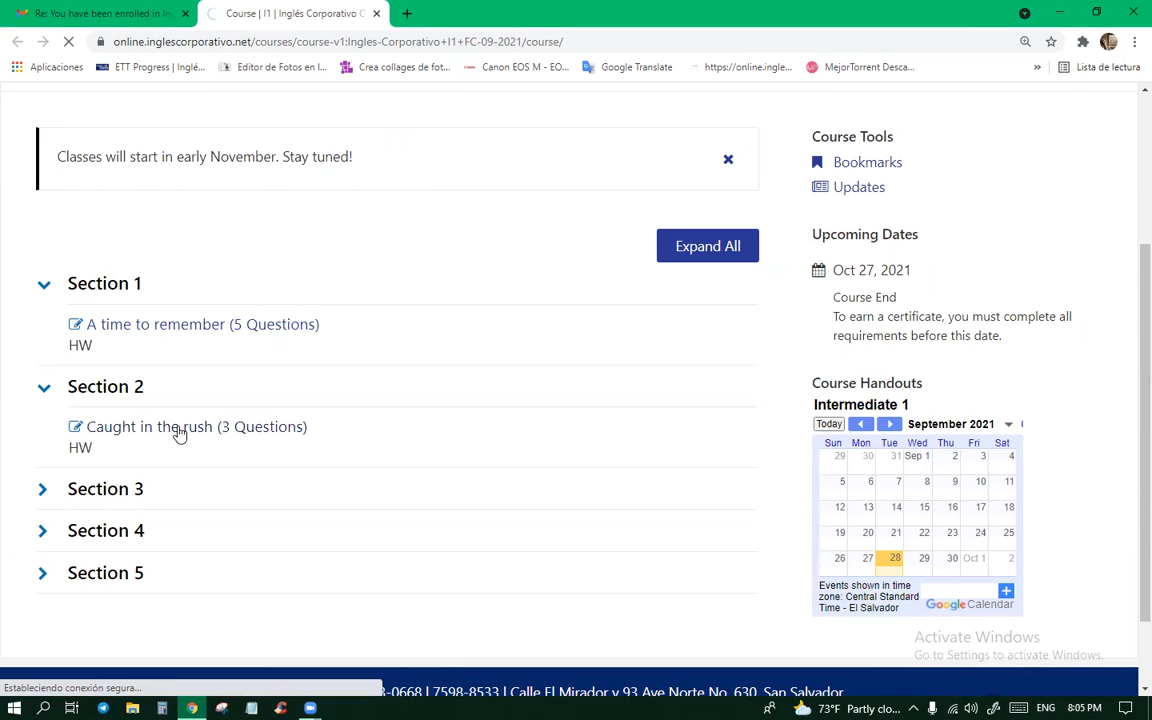 Re: You have been enrolled in In
Course | I1 | Inglés Corporativo C
online.inglescorporativo.net/courses/course-v1:Ingles-Corporativo+I1+FC-09-2021/course/
Aplicaciones
ETT Progress | Inglé...
Editor de Fotos en l...
Crea collages de fot...
Canon EOS M - EO...
Google Translate
https://online.ingle...
MejorTorrent Desca...
»
Lista de lectura
Classes will start in early November. Stay tuned!
Expand All
Section 1
A time to remember (5 Questions)
HW
Section 2
Caught in the rush (3 Questions)
HW
Section 3
Section 4
Section 5
Course Tools
Bookmarks
Updates
Upcoming Dates
Oct 27, 2021
Course End
To earn a certificate, you must complete all
requirements before this date.
Course Handouts
Intermediate 1
Today September 2021
Sun Mon Tue Wed Thu Fri Sat
29 30 31 Sep 1 2 3 4
5 6 7 8 9 10 11
12 13 14 15 16 17 18
19 20 21 22 23 24 25
26 27 28 29 30 Oct 1 2
Events shown in time
zone: Central Standard
Time - El Salvador
Google Calendar
Activate Windows
Go to Settings to activate Windows.
Estableciendo conexión segura...
3-0668 | 7598-8533 | Calle El Mirador y 93 Ave Norte No. 630, San Salvador
73°F Partly clo...
ENG
8:05 PM